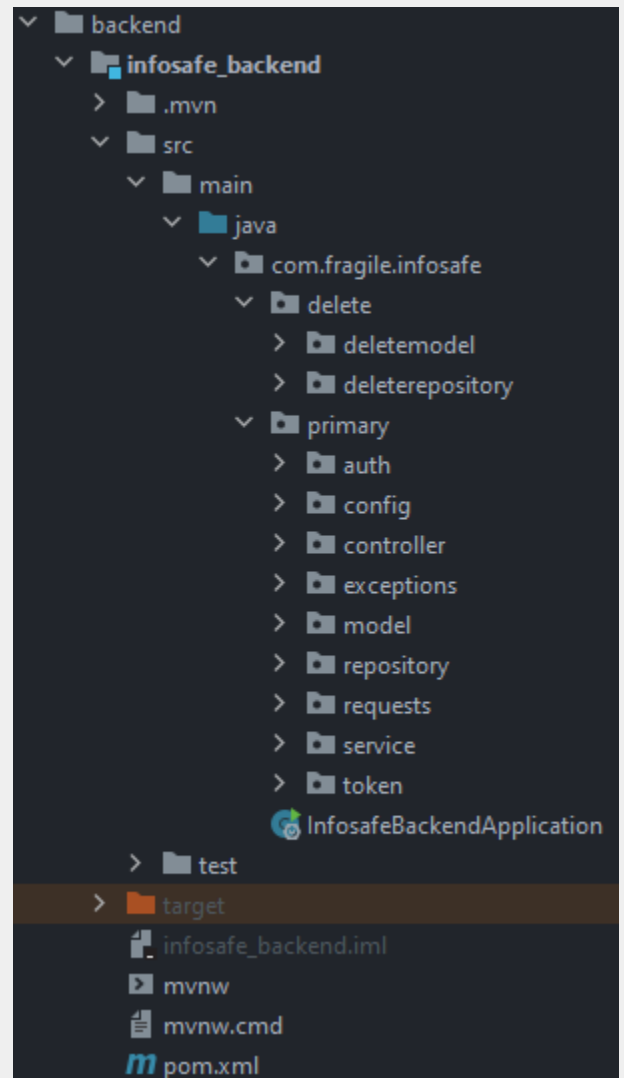 backend
infosafe_backend
.mvn
src
main
java
com.fragile.infosafe
delete
deletemodel
deleterepository
primary
auth
config
controller
exceptions
model
repository
requests
service
token
InfosafeBackendApplication
test
target
infosafe_backend.iml
mvnw
mvnw.cmd
m pom.xml